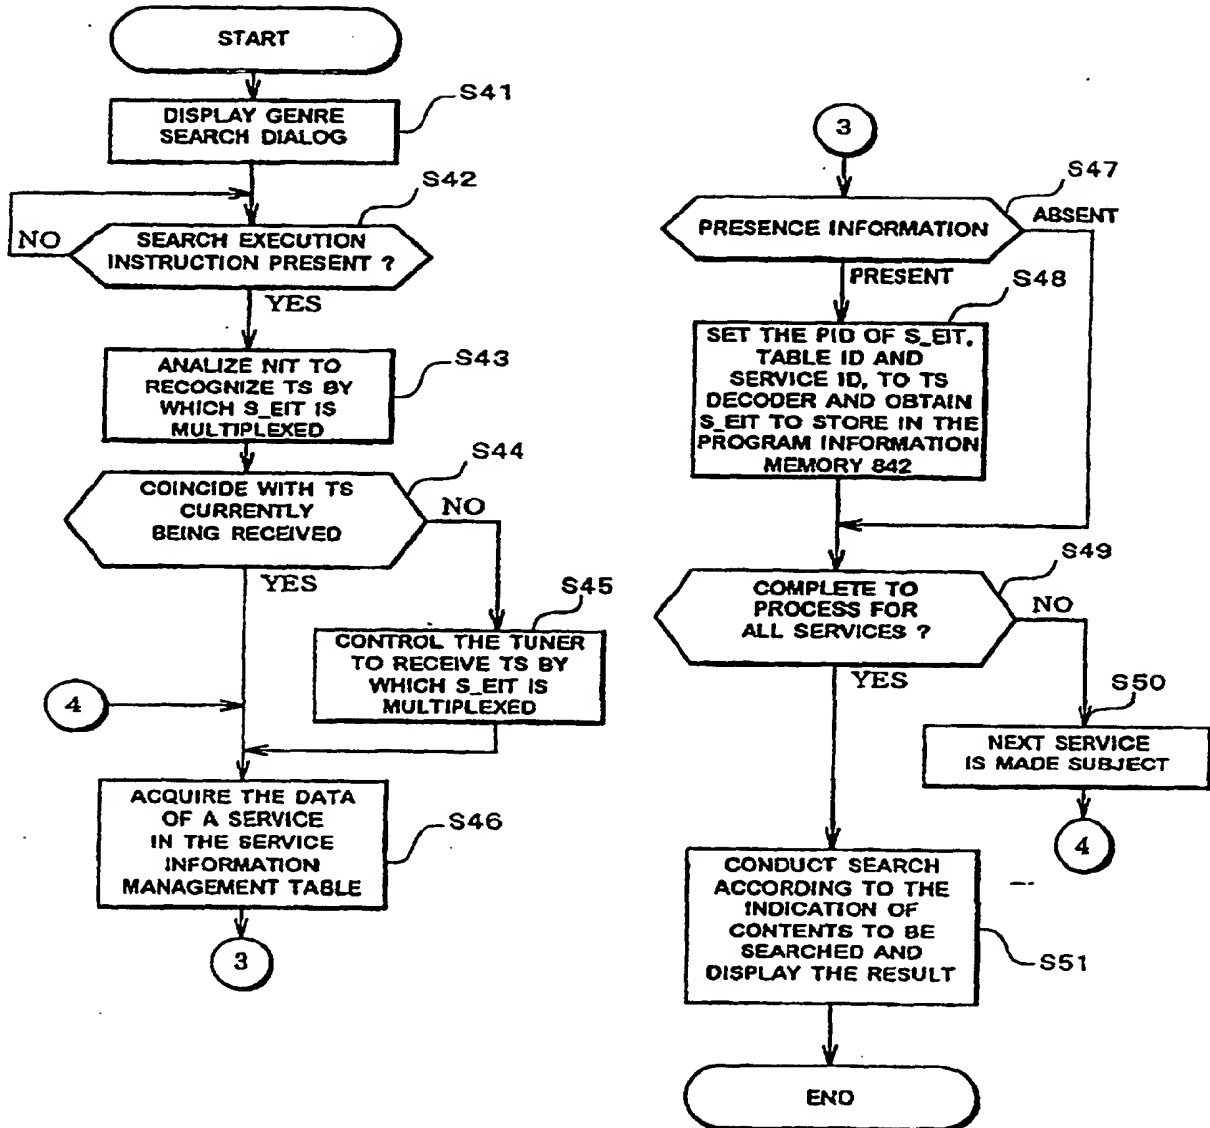 START
S41
DISPLAY GENRE
SEARCH DIALOG
S42
NO
SEARCH EXECUTION
INSTRUCTION PRESENT ?
YES
S43
ANALIZE NIT TO
RECOGNIZE TS BY
WHICH S_EIT IS
MULTIPLEXED
S44
COINCIDE WITH TS
CURRENTLY
BEING RECEIVED
NO
YES
S45
CONTROL THE TUNER
TO RECEIVE TS BY
WHICH S_EIT IS
MULTIPLEXED
4
ACQUIRE THE DATA
OF A SERVICE
IN THE SERVICE
INFORMATION
MANAGEMENT TABLE
S46
3
3
S47
PRESENCE INFORMATION
ABSENT
PRESENT
S48
SET THE PID OF S_EIT,
TABLE ID AND
SERVICE ID, TO TS
DECODER AND OBTAIN
S_EIT TO STORE IN THE
PROGRAM INFORMATION
MEMORY 842
S49
COMPLETE TO
PROCESS FOR
ALL SERVICES ?
NO
YES
S50
NEXT SERVICE
IS MADE SUBJECT
4
CONDUCT SEARCH
ACCORDING TO THE
INDICATION OF
CONTENTS TO BE
SEARCHED AND
DISPLAY THE RESULT
S51
END